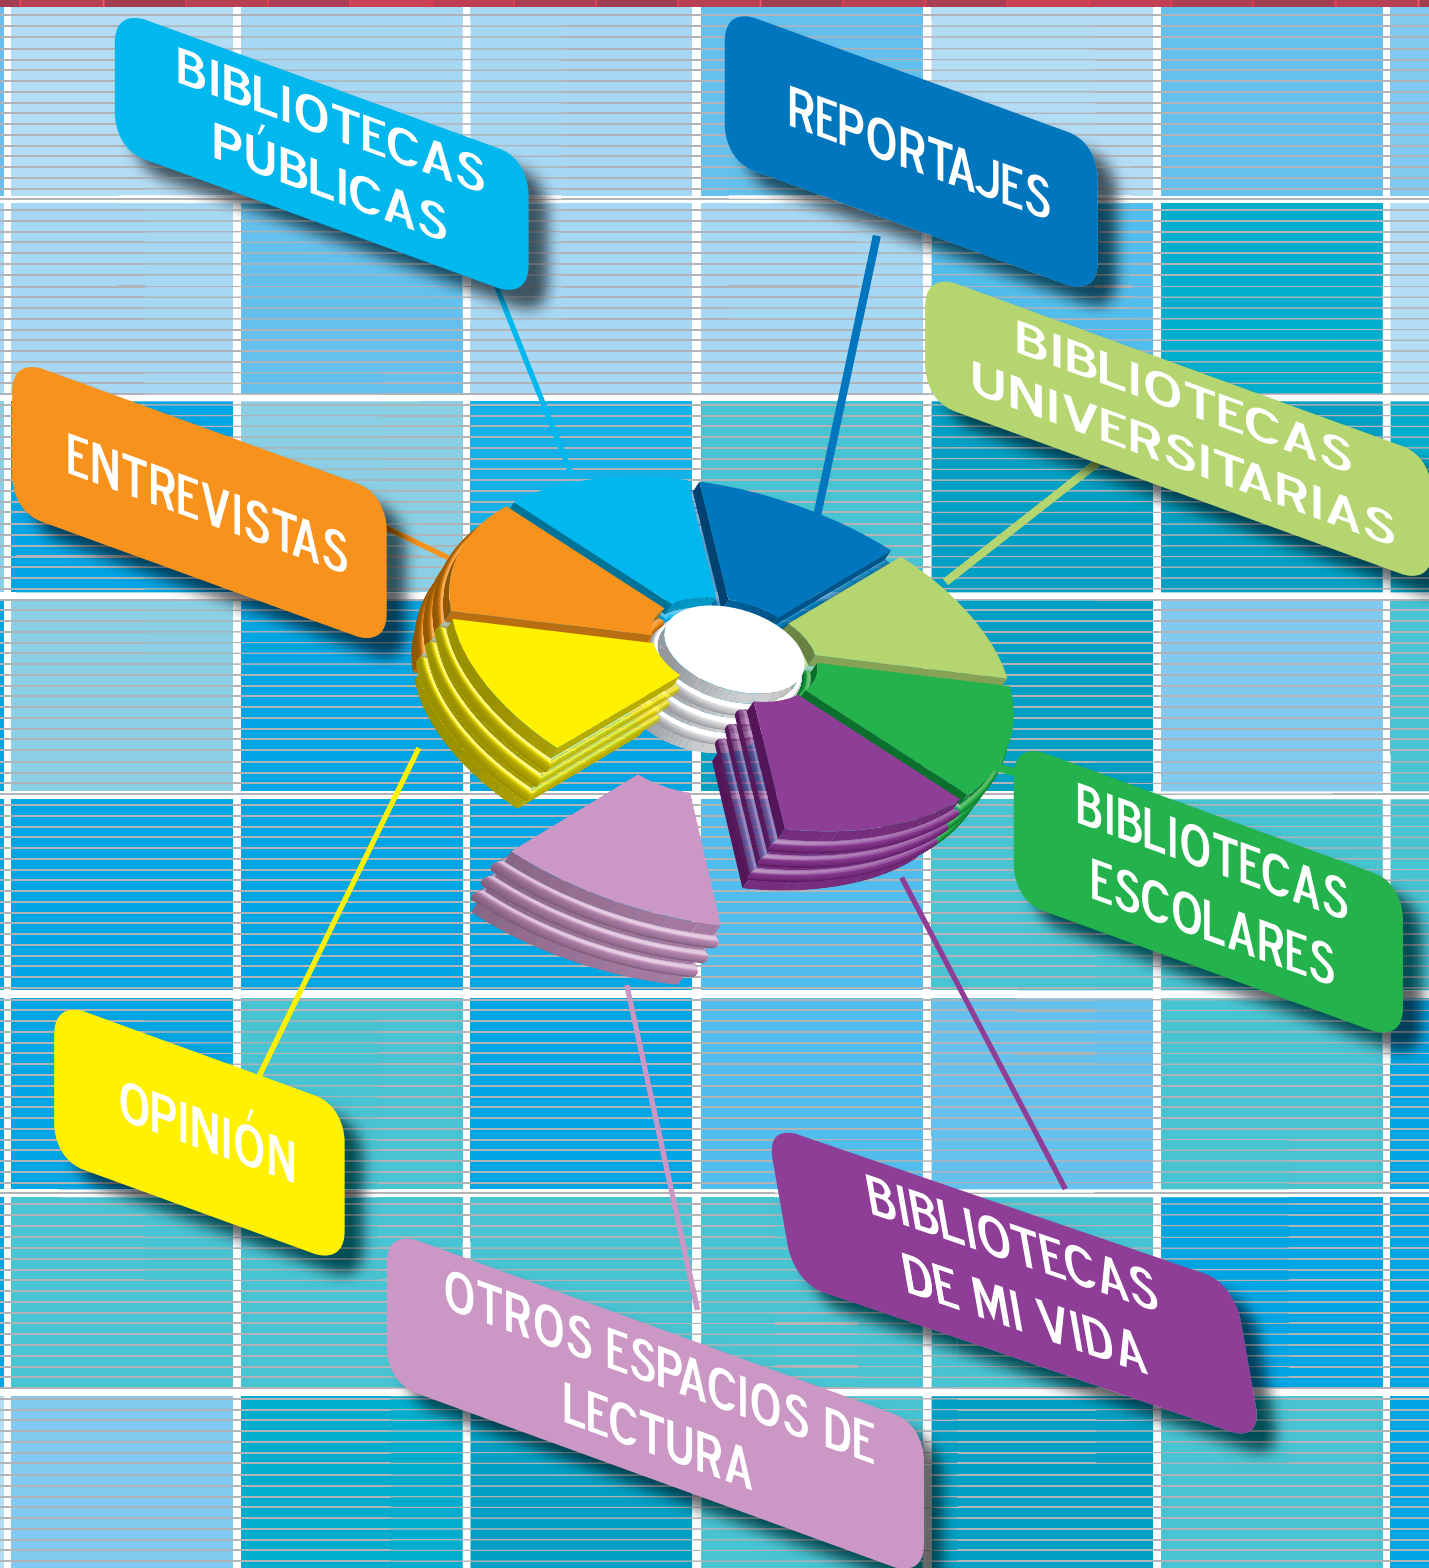 BIBLIOTECAS
PÚBLICAS
REPORTAJES
BIBLIOTECAS
UNIVERSITARIAS
ENTREVISTAS
BIBLIOTECAS
ESCOLARES
OPINIÓN
BIBLIOTECAS
DE MI VIDA
OTROS ESPACIOS DE
LECTURA